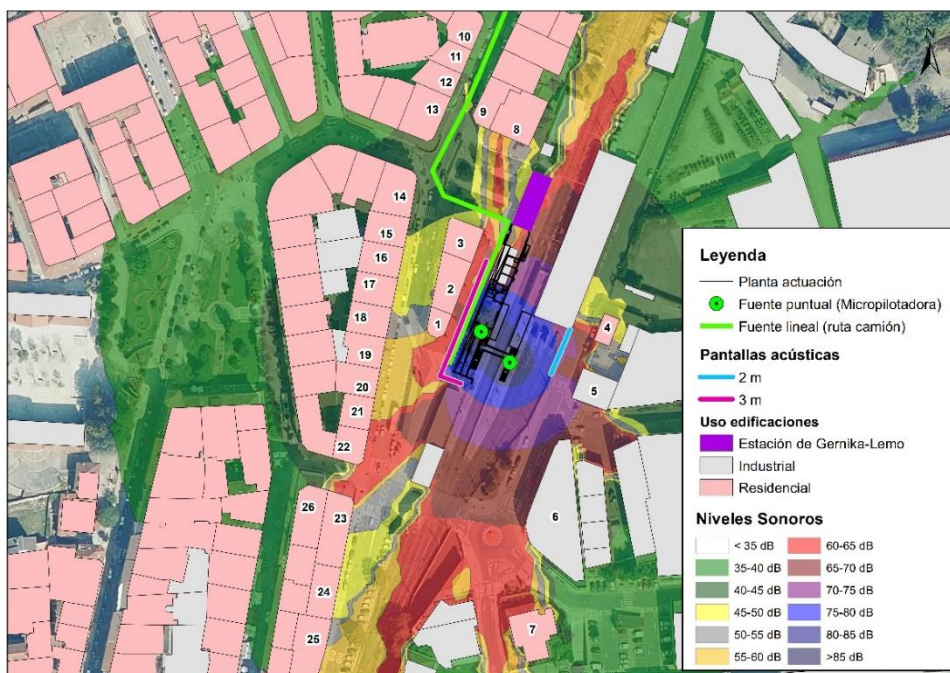 10
11
12
13
9
8
N
14
15
16
17
18
19
20
21
22
3
2
1
4
5
6
26
23
24
25
7
Leyenda
Planta actuación
Fuente puntual (Micropilotadora)
Fuente lineal (ruta camión)
Pantallas acústicas
2 m
3 m
Uso edificaciones
Estación de Gernika-Lemo
Industrial
Residencial
Niveles Sonoros
< 35 dB
35-40 dB
40-45 dB
45-50 dB
50-55 dB
55-60 dB
60-65 dB
65-70 dB
70-75 dB
75-80 dB
80-85 dB
>85 dB